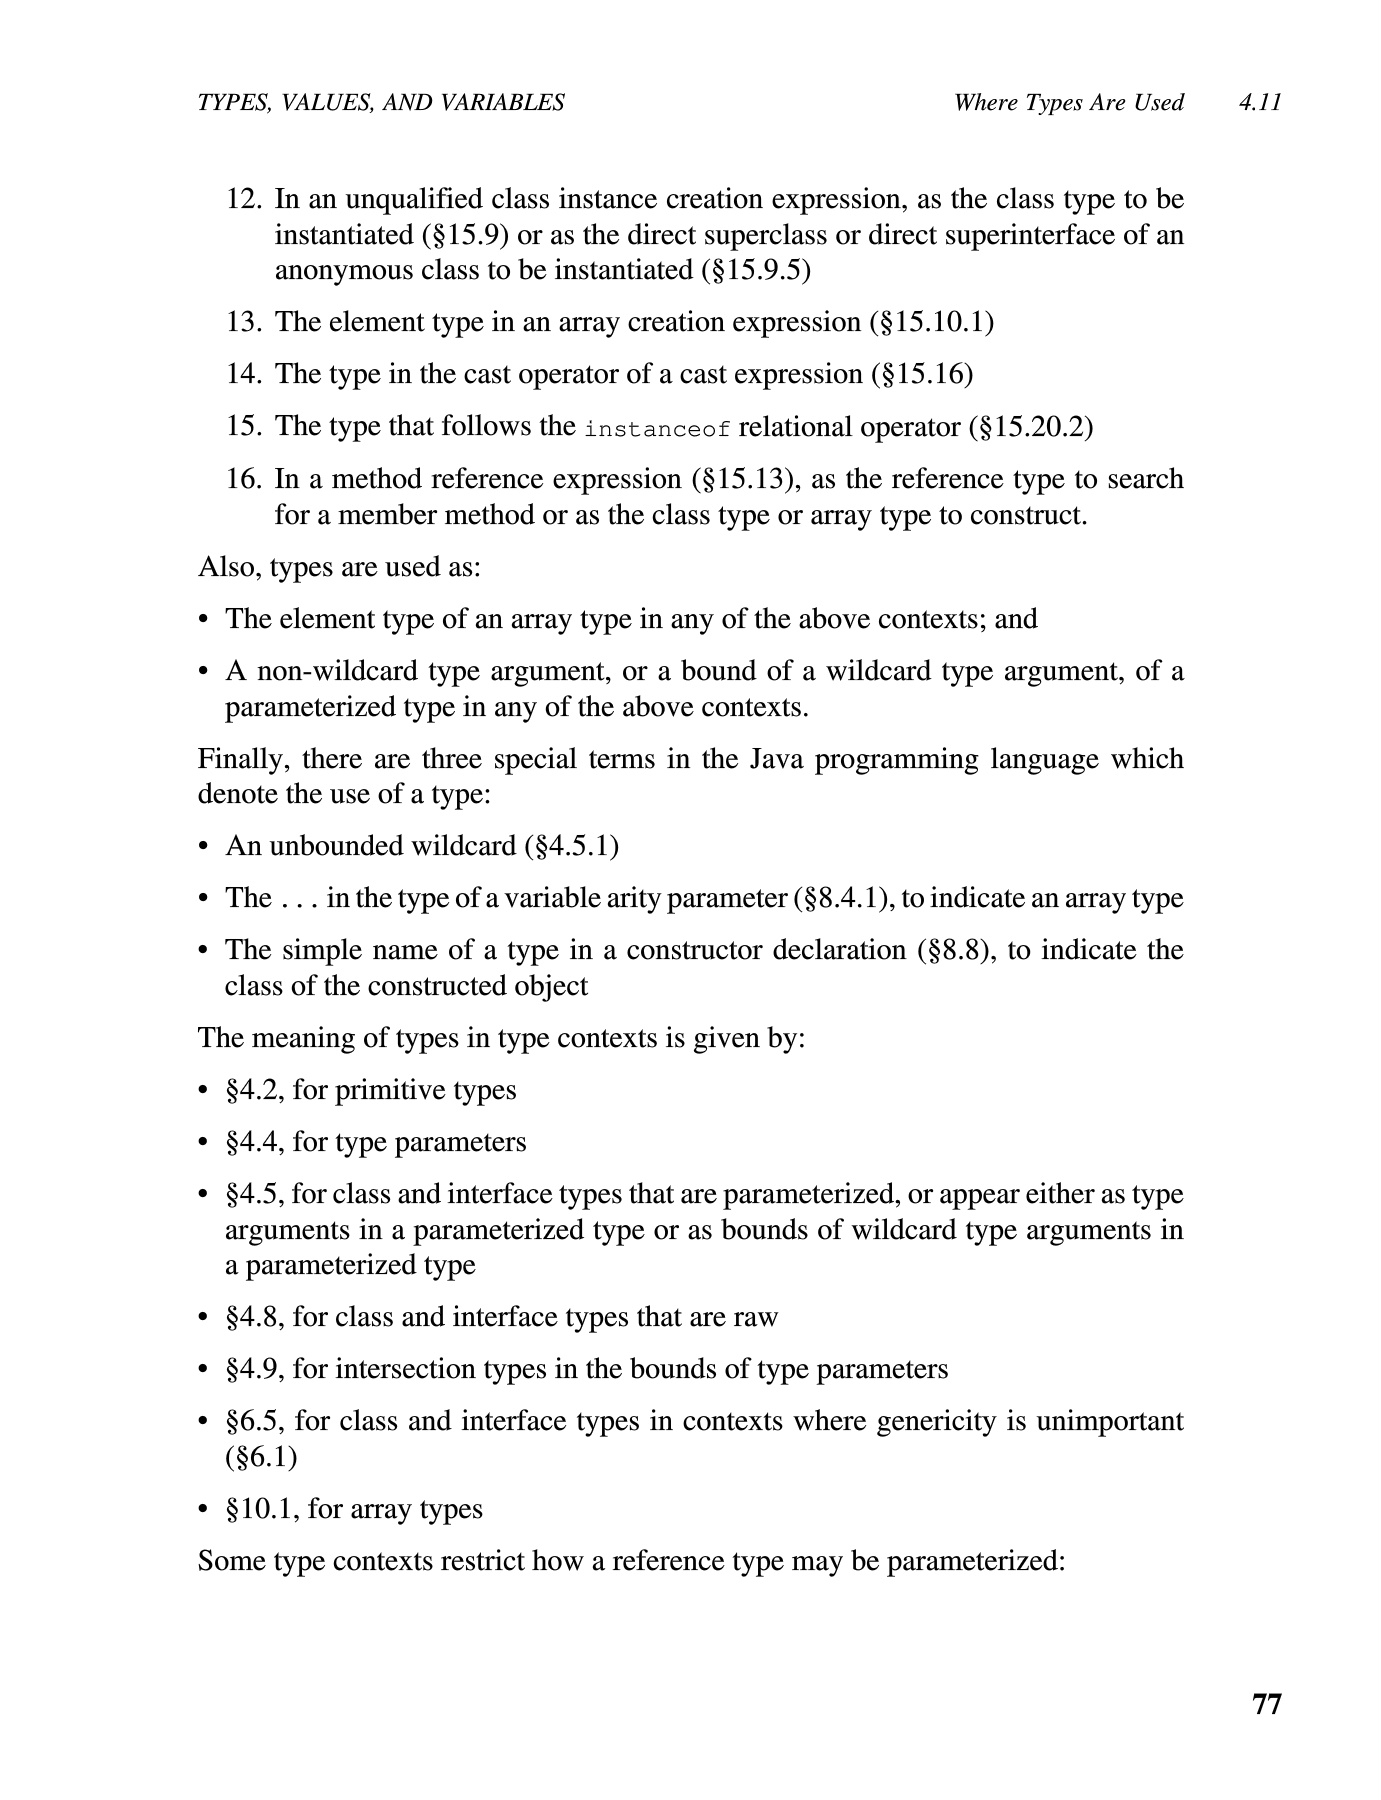 TYPES, VALUES, AND VARIABLES Where Types Are Used 4.11
12. In an unqualified class instance creation expression, as the class type to be
instantiated (§15.9) or as the direct superclass or direct superinterface of an
anonymous class to be instantiated (§15.9.5)
13. The element type in an array creation expression (§15.10.1)
14. The type in the cast operator of a cast expression (§15.16)
15. The type that follows the instanceof relational operator (§15.20.2)
16. In a method reference expression (§15.13), as the reference type to search
for a member method or as the class type or array type to construct.
Also, types are used as:
• The element type of an array type in any of the above contexts; and
• A non-wildcard type argument, or a bound of a wildcard type argument, of a
parameterized type in any of the above contexts.
Finally, there are three special terms in the Java programming language which
denote the use of a type:
• An unbounded wildcard (§4.5.1)
• The ... in the type of a variable arity parameter (§8.4.1), to indicate an array type
• The simple name of a type in a constructor declaration (§8.8), to indicate the
class of the constructed object
The meaning of types in type contexts is given by:
• §4.2, for primitive types
• §4.4, for type parameters
• §4.5, for class and interface types that are parameterized, or appear either as type
arguments in a parameterized type or as bounds of wildcard type arguments in
a parameterized type
• §4.8, for class and interface types that are raw
• §4.9, for intersection types in the bounds of type parameters
• §6.5, for class and interface types in contexts where genericity is unimportant
(§6.1)
• §10.1, for array types
Some type contexts restrict how a reference type may be parameterized:
77